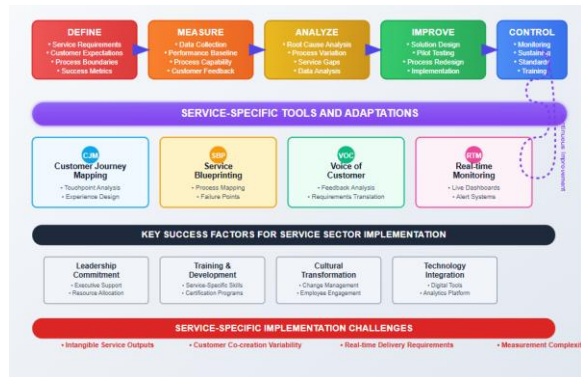 DEFINE
• Service Requirements
• Customer Expectations
• Process Boundaries
• Success Metrics
MEASURE
• Data Collection
• Performance Baseline
• Process Capability
• Customer Feedback
ANALYZE
• Root Cause Analysis
• Process Variation
• Service Gaps
• Data Analysis
IMPROVE
• Solution Design
• Pilot Testing
• Process Redesign
• Implementation
CONTROL
• Monitoring
• Sustaina
• Standard
• Training
SERVICE-SPECIFIC TOOLS AND ADAPTATIONS
CJM
Customer Journey
Mapping
• Touchpoint Analysis
• Experience Design
SBP
Service
Blueprinting
• Process Mapping
• Failure Points
VOC
Voice of
Customer
• Feedback Analysis
• Requirements Translation
RTM
Real-time
Monitoring
• Live Dashboards
• Alert Systems
Improvement
KEY SUCCESS FACTORS FOR SERVICE SECTOR IMPLEMENTATION
Leadership
Commitment
• Executive Support
• Resource Allocation
Training &
Development
• Service-Specific Skills
• Certification Programs
Cultural
Transformation
• Change Management
• Employee Engagement
Technology
Integration
• Digital Tools
• Analytics Platform
SERVICE-SPECIFIC IMPLEMENTATION CHALLENGES
• Intangible Service Outputs
• Customer Co-creation Variability
• Real-time Delivery Requirements
• Measurement Complexit